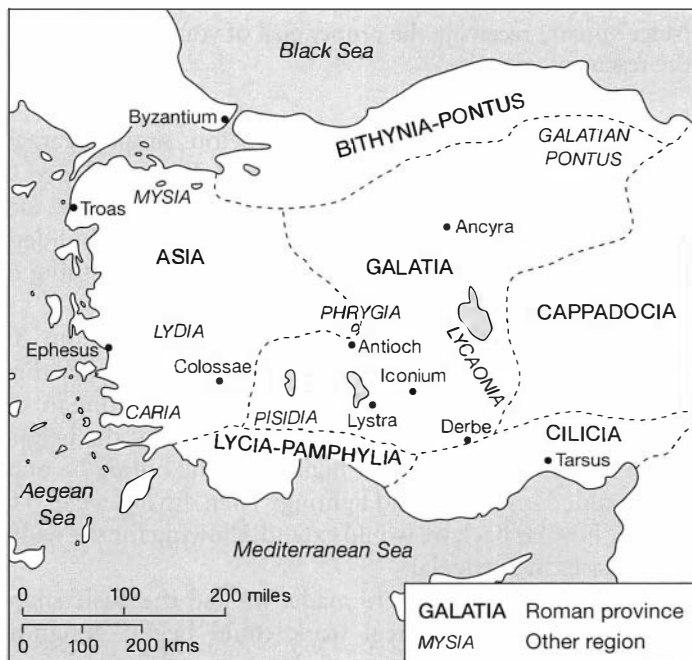 Black Sea
Byzantium
BITHYNIA-PONTUS
GALATIAN
PONTUS
MYSIA
Troas
Ancyra
ASIA
GALATIA
CAPPADOCIA
PHRYGIA
LYDIA
Ephesus
Antioch
LYCAONIA
Colossae
Iconium
CARIA
PISIDIA
Lystra
Derbe
CILICIA
LYCIA-PAMPHYLIA
Tarsus
Aegean
Sea
Mediterranean Sea
0 100 200 miles
0 100 200 kms
GALATIA Roman province
MYSIA Other region